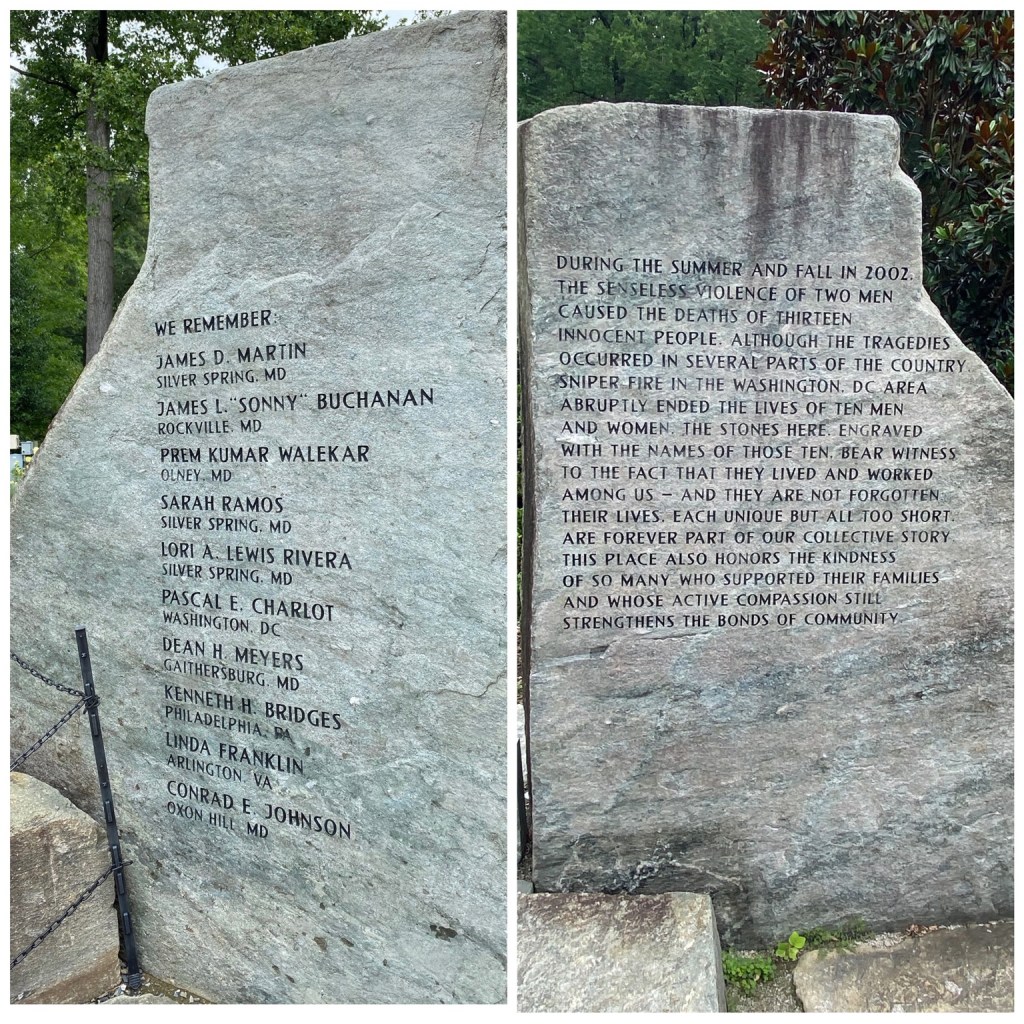 WE REMEMBER:
JAMES D. MARTIN
SILVER SPRING, MD
JAMES L. "SONNY" BUCHANAN
ROCKVILLE, MD
PREM KUMAR WALEKAR
OLNEY, MD
SARAH RAMOS
SILVER SPRING, MD
LORI A. LEWIS RIVERA
SILVER SPRING, MD
PASCAL E. CHARLOT
WASHINGTON, DC
DEAN H. MEYERS
GAITHERSBURG, MD
KENNETH H. BRIDGES
PHILADELPHIA, PA
LINDA FRANKLIN
ARLINGTON, VA
CONRAD E. JOHNSON
OXON HILL, MD
DURING THE SUMMER AND FALL IN 2002,
THE SENSELESS VIOLENCE OF TWO MEN
CAUSED THE DEATHS OF THIRTEEN
INNOCENT PEOPLE. ALTHOUGH THE TRAGEDIES
OCCURRED IN SEVERAL PARTS OF THE COUNTRY,
SNIPER FIRE IN THE WASHINGTON, DC AREA
ABRUPTLY ENDED THE LIVES OF TEN MEN
AND WOMEN. THE STONES HERE, ENGRAVED
WITH THE NAMES OF THOSE TEN, BEAR WITNESS
TO THE FACT THAT THEY LIVED AND WORKED
AMONG US – AND THEY ARE NOT FORGOTTEN.
THEIR LIVES, EACH UNIQUE BUT ALL TOO SHORT,
ARE FOREVER PART OF OUR COLLECTIVE STORY.
THIS PLACE ALSO HONORS THE KINDNESS
OF SO MANY WHO SUPPORTED THEIR FAMILIES
AND WHOSE ACTIVE COMPASSION STILL
STRENGTHENS THE BONDS OF COMMUNITY.